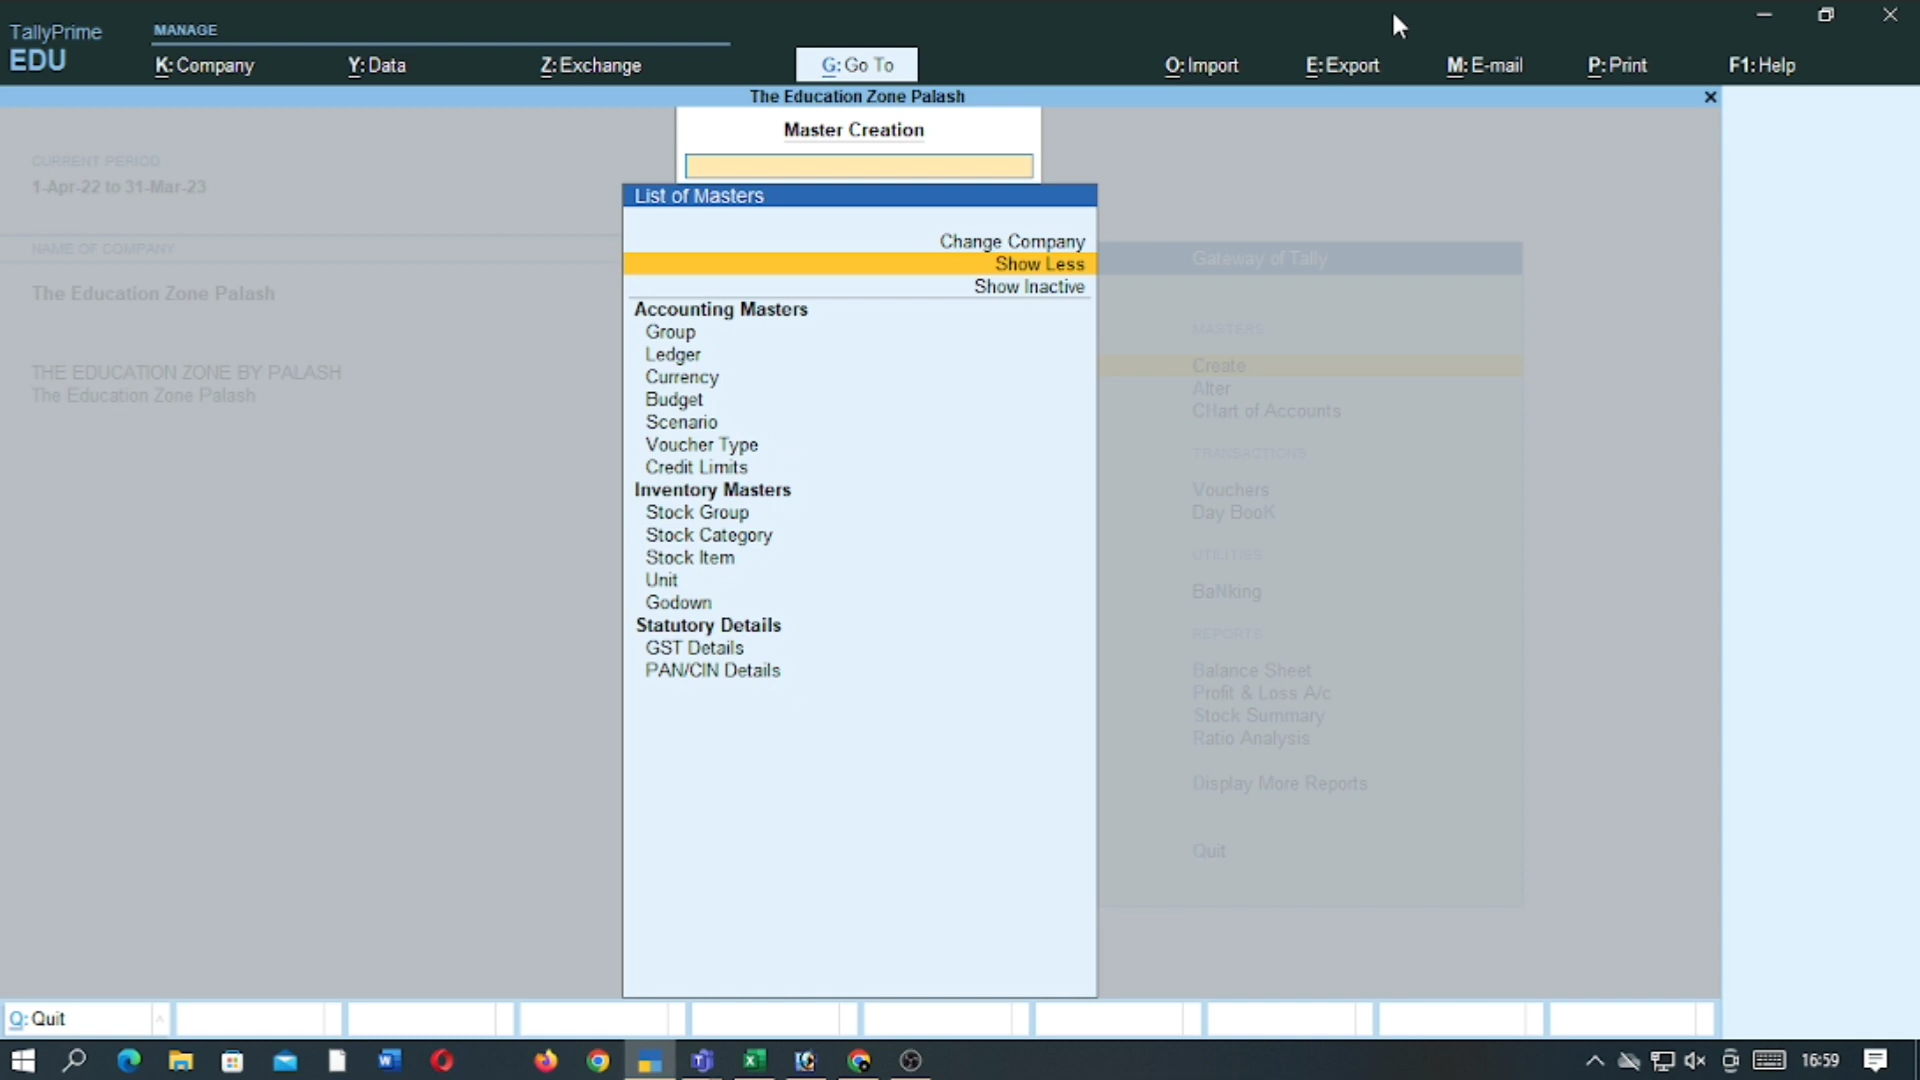 TallyPrime
EDU
MANAGE
K: Company
Y: Data
Z: Exchange
G: Go To
O: Import
E: Export
M: E-mail
P: Print
F1: Help
The Education Zone Palash
Master Creation
CURRENT PERIOD
1-Apr-22 to 31-Mar-23
NAME OF COMPANY
The Education Zone Palash
THE EDUCATION ZONE BY PALASH
The Education Zone Palash
List of Masters
Change Company
Show Less
Show Inactive
Accounting Masters
Group
Ledger
Currency
Budget
Scenario
Voucher Type
Credit Limits
Inventory Masters
Stock Group
Stock Category
Stock Item
Unit
Godown
Statutory Details
GST Details
PAN/CIN Details
Gateway of Tally
MASTERS
Create
Alter
CHart of Accounts
TRANSACTIONS
Vouchers
Day BooK
UTILITIES
BaNking
REPORTS
Balance Sheet
Profit & Loss A/c
Stock Summary
Ratio Analysis
Display More Reports
Quit
Q: Quit
16:59